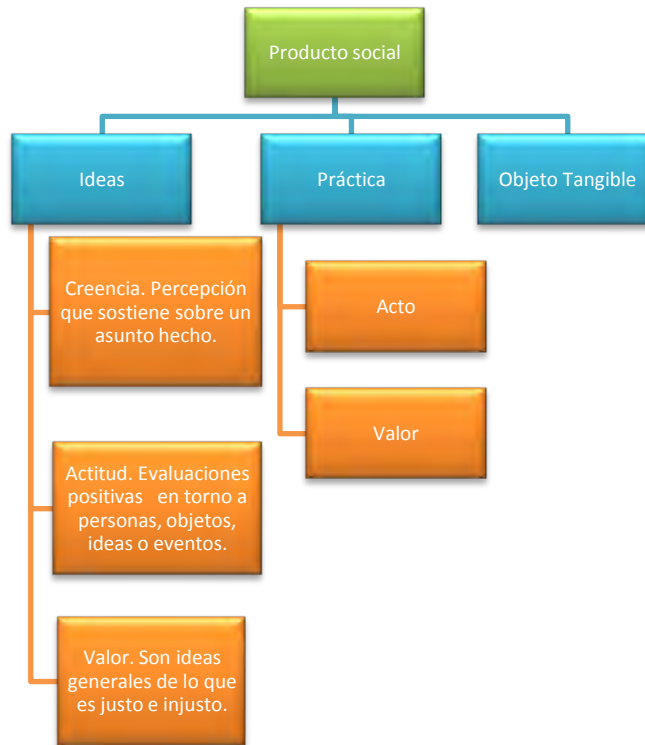 Producto social
Ideas
Práctica
Objeto Tangible
Creencia. Percepción
que sostiene sobre un
asunto hecho.
Acto
Valor
Actitud. Evaluaciones
positivas en torno a
personas, objetos,
ideas o eventos.
Valor. Son ideas
generales de lo que
es justo e injusto.